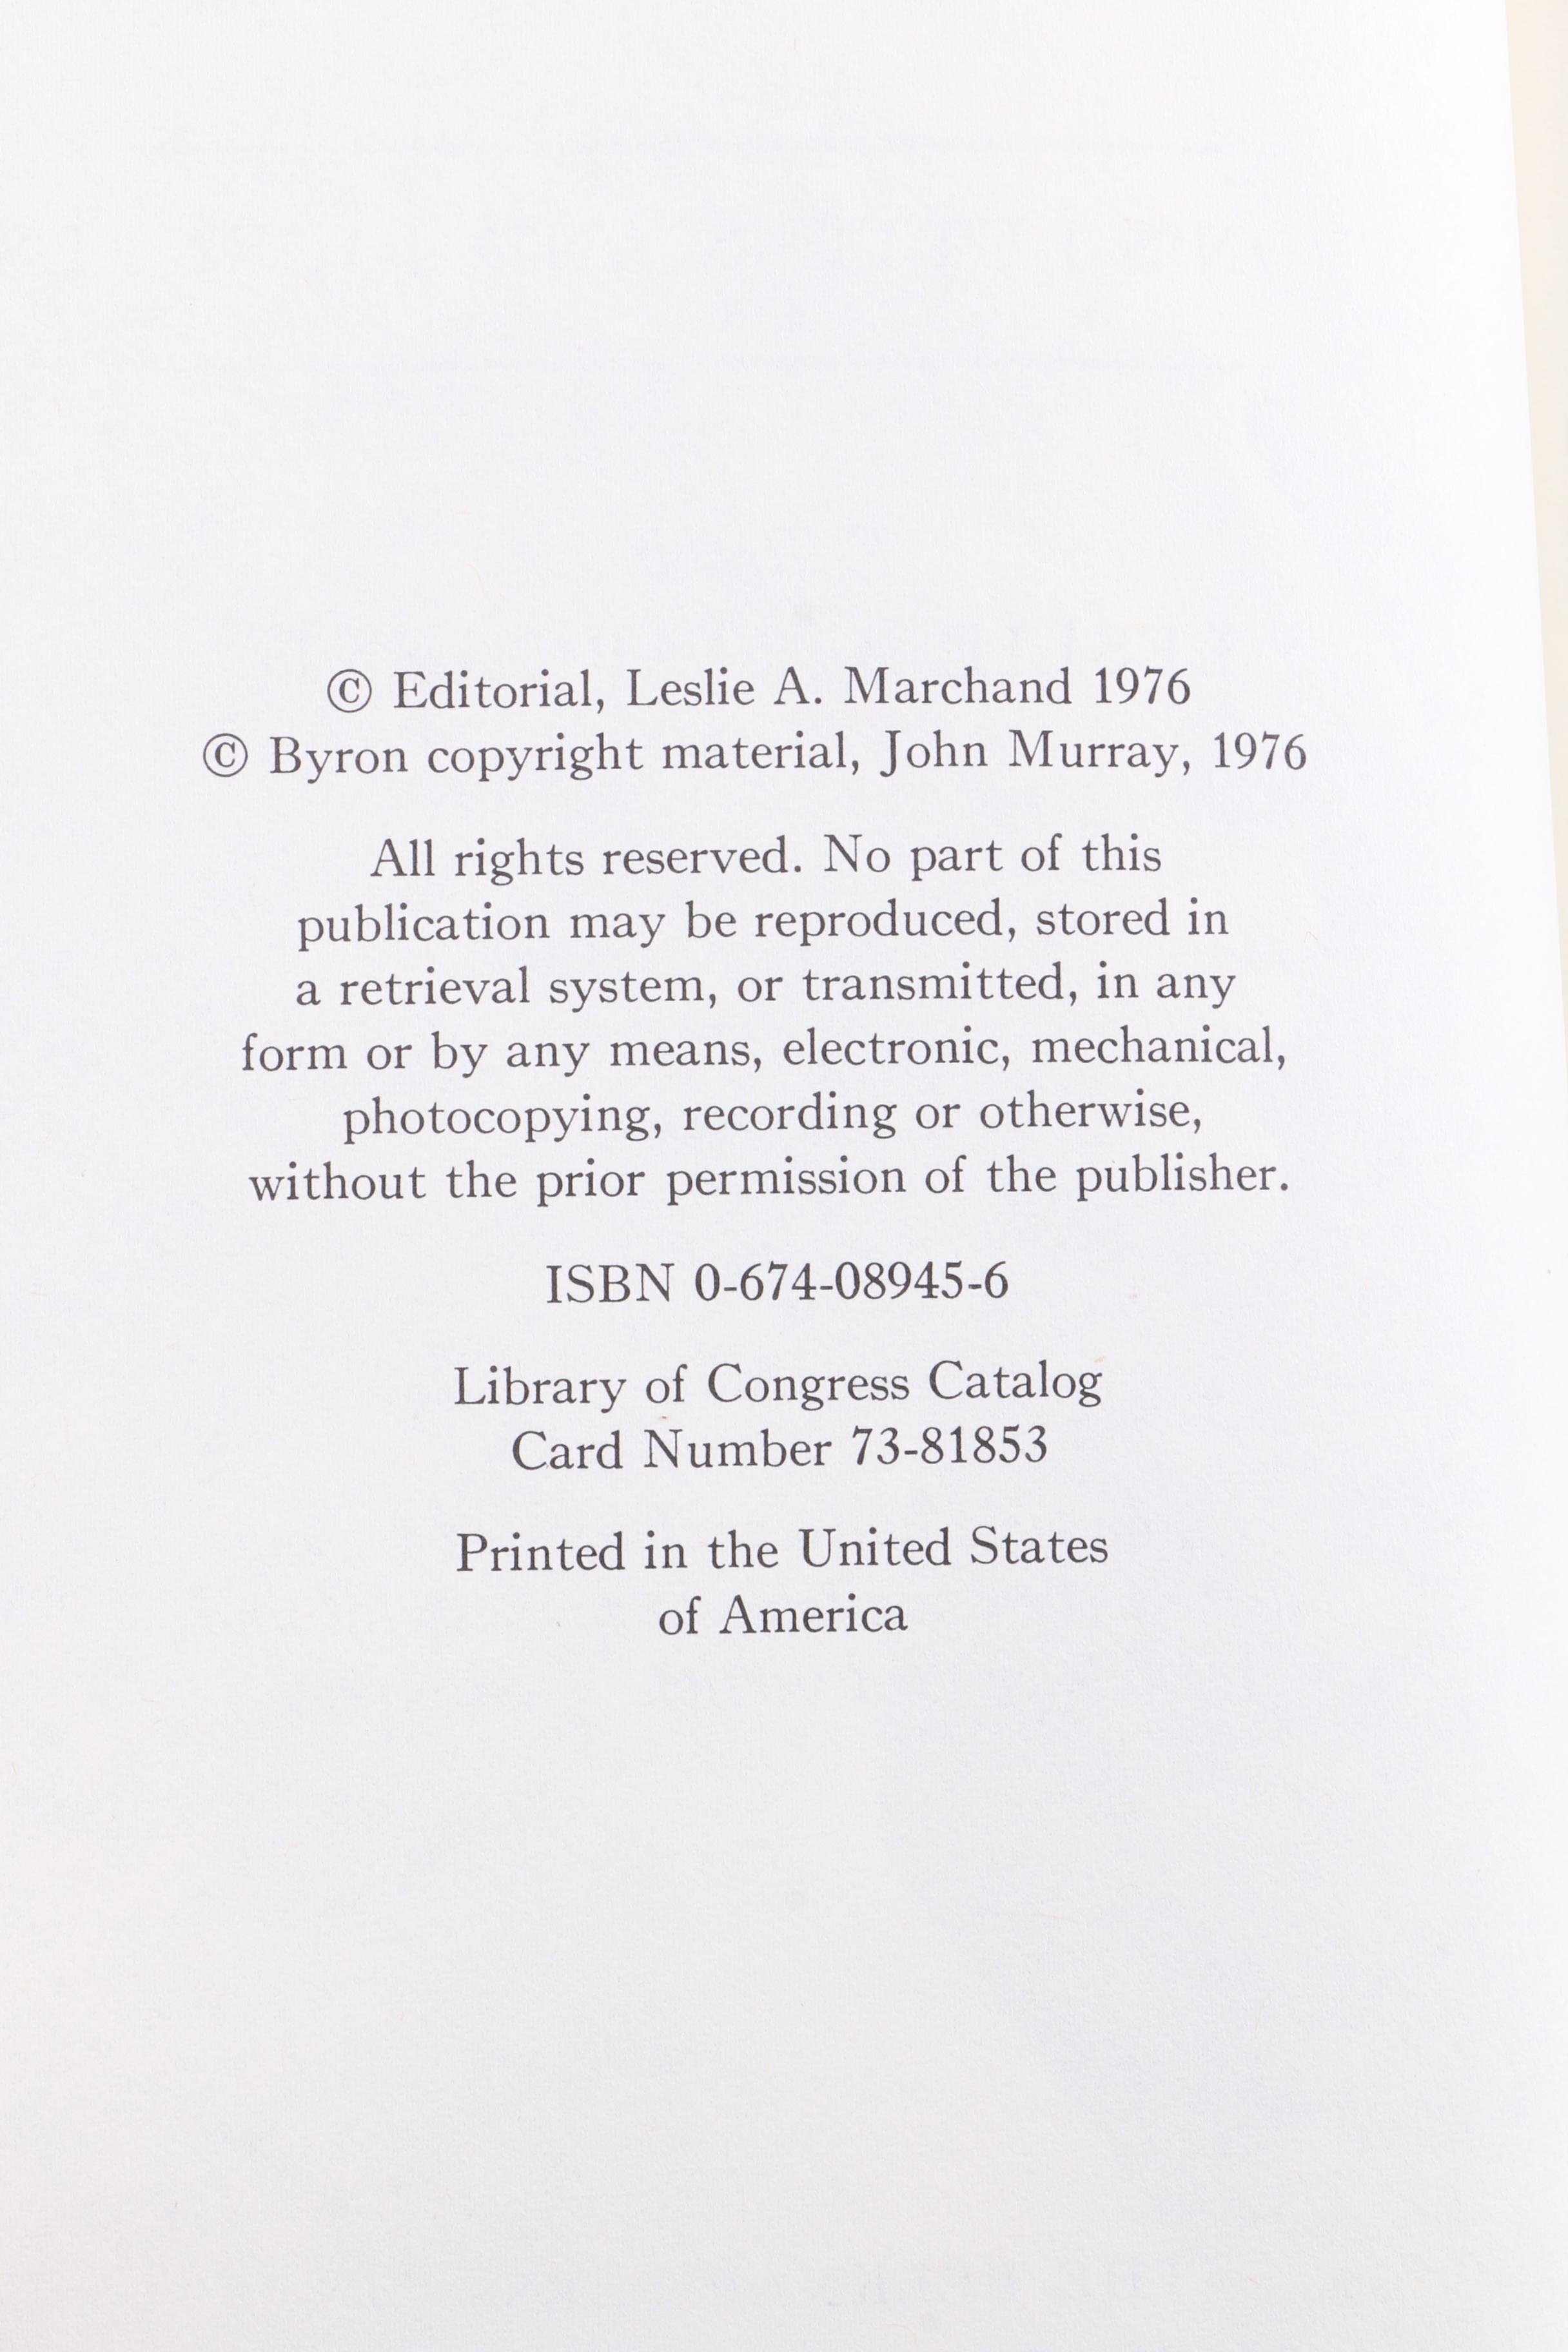 © Editorial, Leslie A. Marchand 1976
© Byron copyright material, John Murray, 1976
All rights reserved. No part of this
publication may be reproduced, stored in
a retrieval system, or transmitted, in any
form or by any means, electronic, mechanical,
photocopying, recording or otherwise,
without the prior permission of the publisher.
ISBN 0-674-08945-6
Library of Congress Catalog
Card Number 73-81853
Printed in the United States
of America